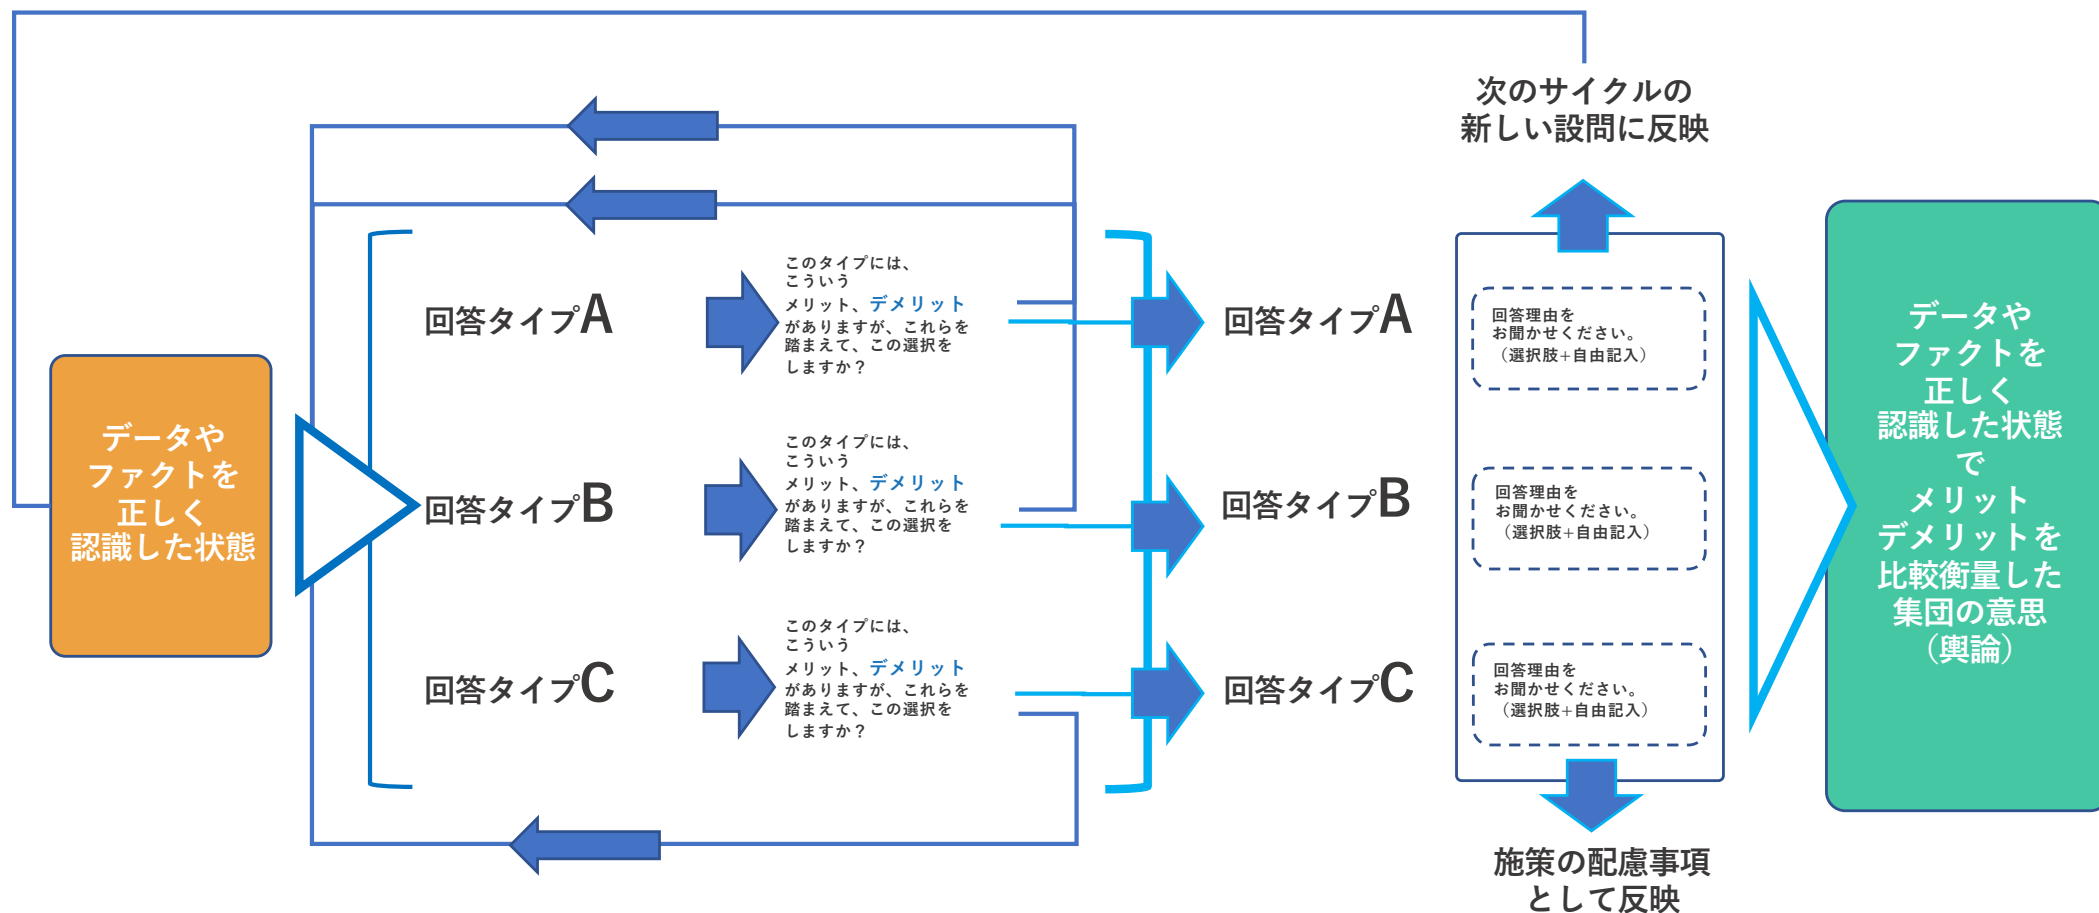 次のサイクルの
新しい設問に反映
データや
ファクトを
正しく
認識した状態
回答タイプA
このタイプには、
こういう
メリット、デメリット
がありますが、これらを
踏まえて、この選択を
しますか？
回答タイプA
回答理由を
お聞かせください。
（選択肢+自由記入）
回答タイプB
このタイプには、
こういう
メリット、デメリット
がありますが、これらを
踏まえて、この選択を
しますか？
回答タイプB
回答理由を
お聞かせください。
（選択肢+自由記入）
回答タイプC
このタイプには、
こういう
メリット、デメリット
がありますが、これらを
踏まえて、この選択を
しますか？
回答タイプC
回答理由を
お聞かせください。
（選択肢+自由記入）
施策の配慮事項
として反映
データや
ファクトを
正しく
認識した状態
で
メリット
デメリットを
比較衡量した
集団の意思
（輿論）